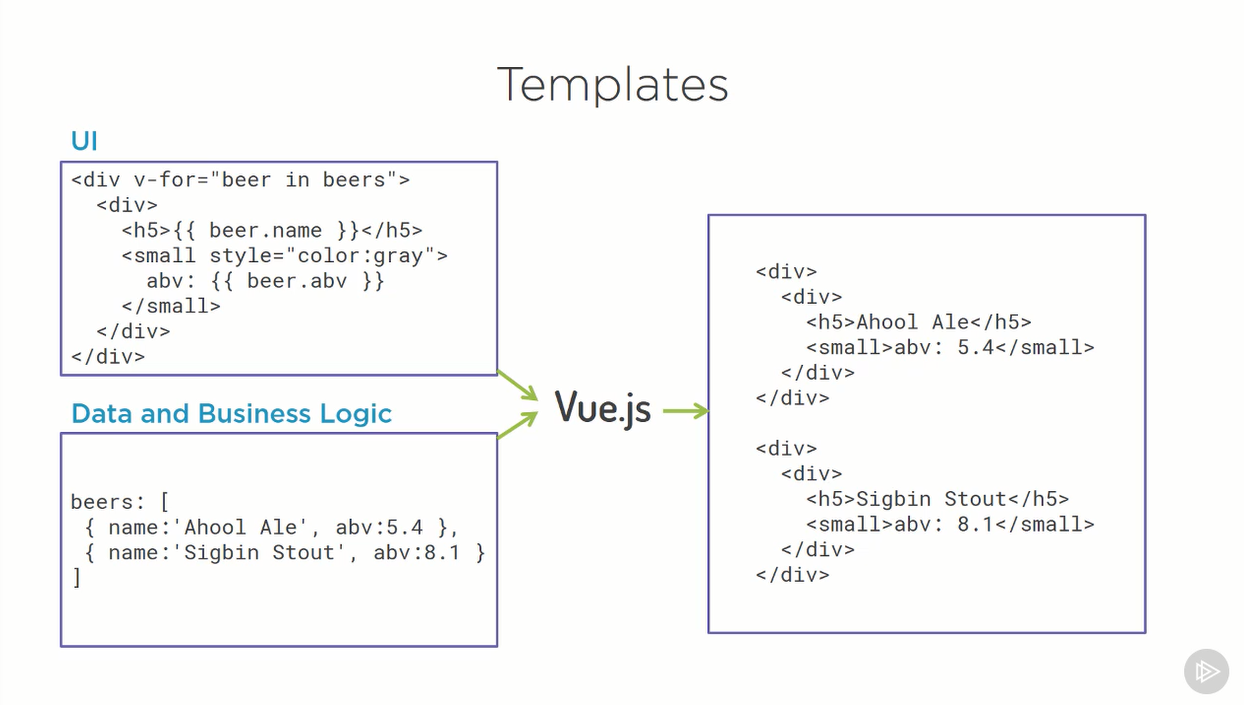 Templates
UI
<div v-for="beer in beers">
  <div>
    <h5>{{ beer.name }}</h5>
    <small style="color:gray">
      abv: {{ beer.abv }}
    </small>
  </div>
</div>
Data and Business Logic
beers: [
 { name:'Ahool Ale', abv:5.4 },
 { name:'Sigbin Stout', abv:8.1 }
]
Vue.js
<div>
  <div>
    <h5>Ahool Ale</h5>
    <small>abv: 5.4</small>
  </div>
</div>
<div>
  <div>
    <h5>Sigbin Stout</h5>
    <small>abv: 8.1</small>
  </div>
</div>